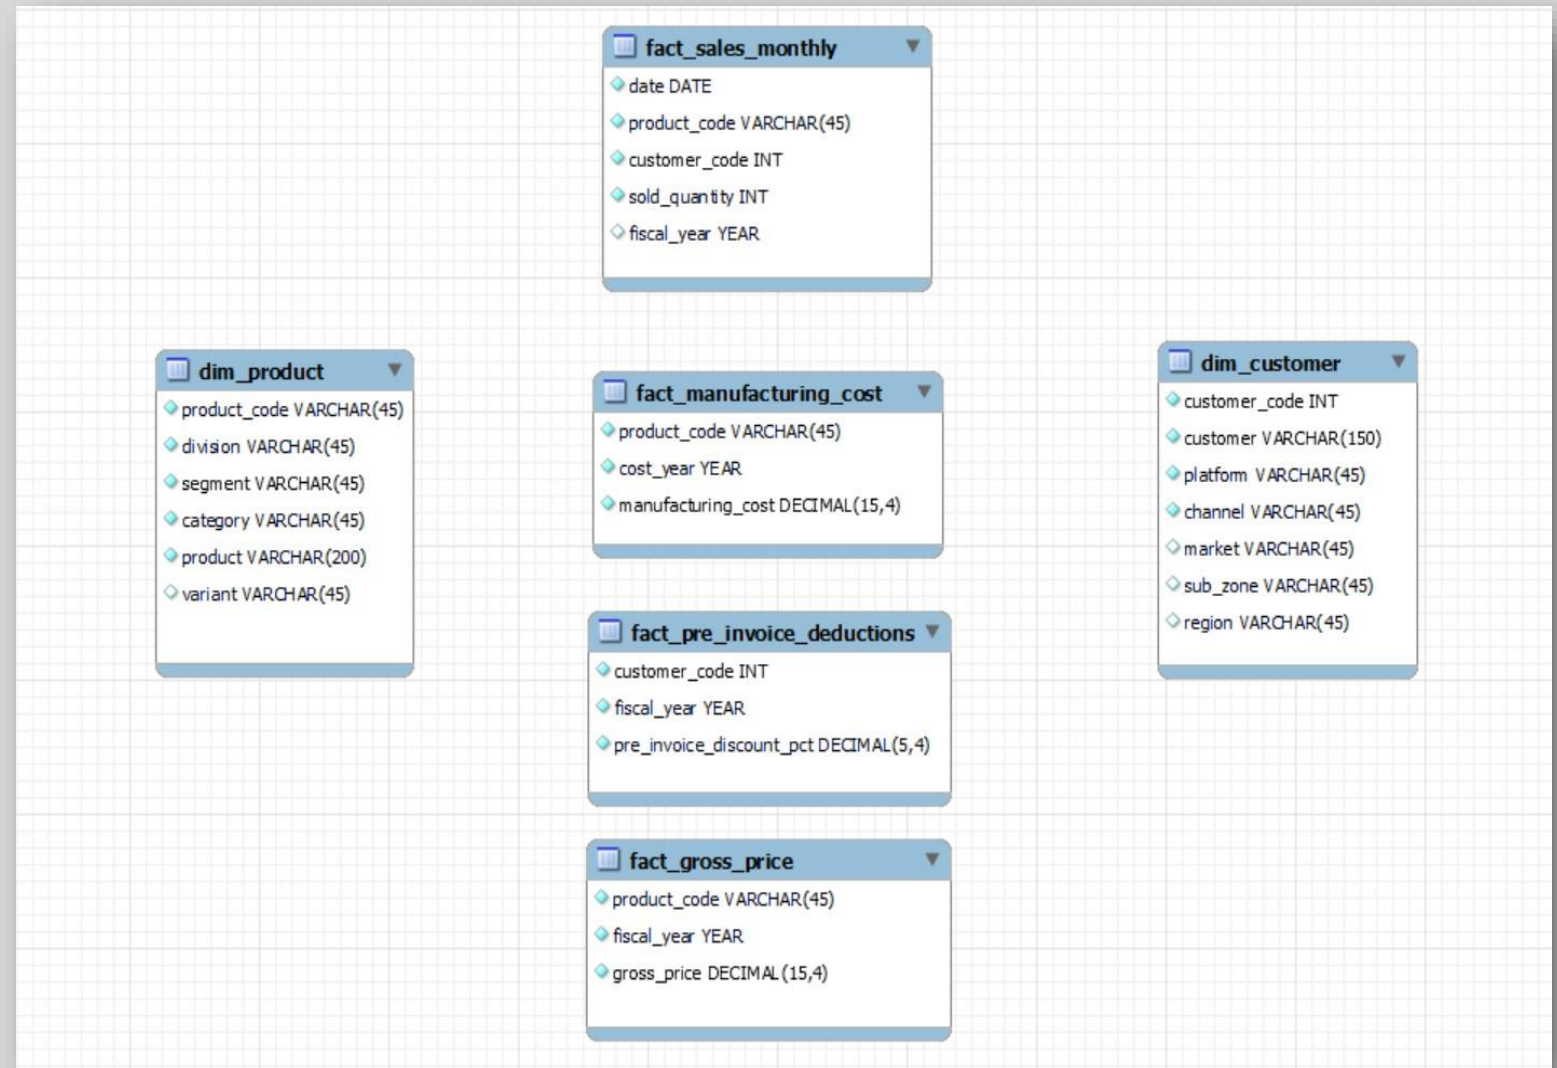 fact_sales_monthly
date DATE
product_code VARCHAR(45)
customer_code INT
sold_quantity INT
fiscal_year YEAR
dim_product
product_code VARCHAR(45)
division VARCHAR(45)
segment VARCHAR(45)
category VARCHAR(45)
product VARCHAR(200)
variant VARCHAR(45)
fact_manufacturing_cost
product_code VARCHAR(45)
cost_year YEAR
manufacturing_cost DECIMAL(15,4)
dim_customer
customer_code INT
customer VARCHAR(150)
platform VARCHAR(45)
channel VARCHAR(45)
market VARCHAR(45)
sub_zone VARCHAR(45)
region VARCHAR(45)
fact_pre_invoice_deductions
customer_code INT
fiscal_year YEAR
pre_invoice_discount_pct DECIMAL(5,4)
fact_gross_price
product_code VARCHAR(45)
fiscal_year YEAR
gross_price DECIMAL(15,4)